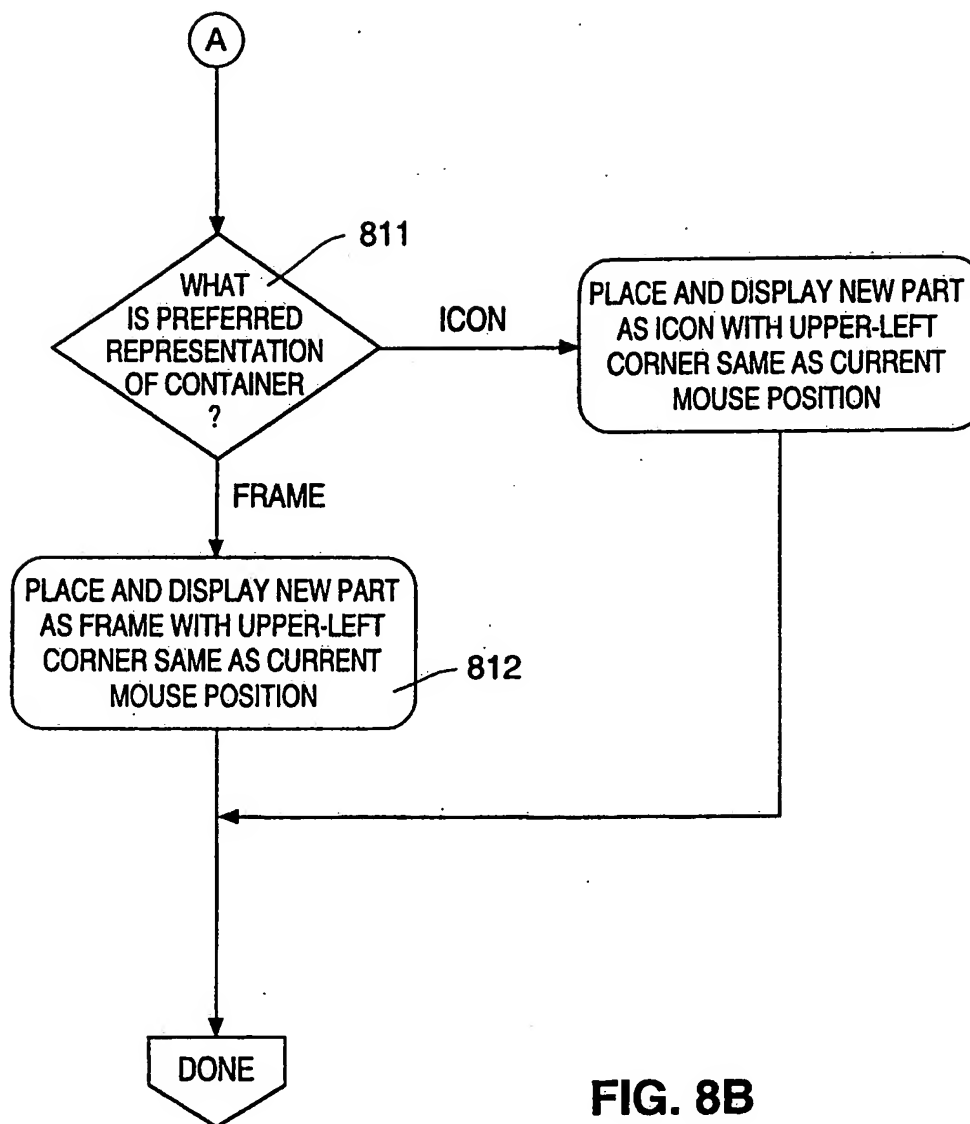 A
811
WHAT
IS PREFERRED
REPRESENTATION
OF CONTAINER
?
ICON
PLACE AND DISPLAY NEW PART
AS ICON WITH UPPER-LEFT
CORNER SAME AS CURRENT
MOUSE POSITION
FRAME
PLACE AND DISPLAY NEW PART
AS FRAME WITH UPPER-LEFT
CORNER SAME AS CURRENT
MOUSE POSITION
812
DONE
FIG. 8B